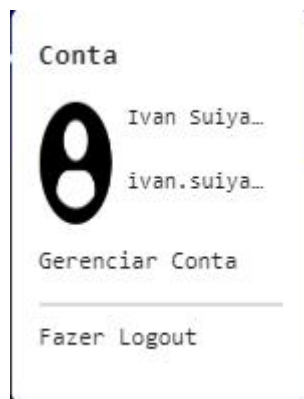 Conta
Ivan Suiya…
ivan.suiya…
Gerenciar Conta
Fazer Logout